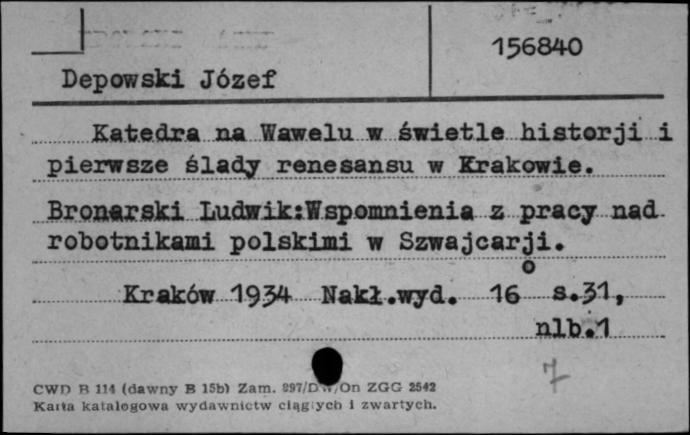 156840
Depowski Józef
Katedra na Wawelu w świetle historji i
pierwsze ślady renesansu w Krakowie.
Bronarski Ludwik:Wspomnienia z pracy nad
robotnikami polskimi w Szwajcarji.
Kraków 1934 Nakł.wyd. 16° s.31,
nlb.1
7
CWD B 114 (dawny B 15b) Zam. On ZGG 2542
Karta katalogowa wydawnictw ciągłych i zwartych.